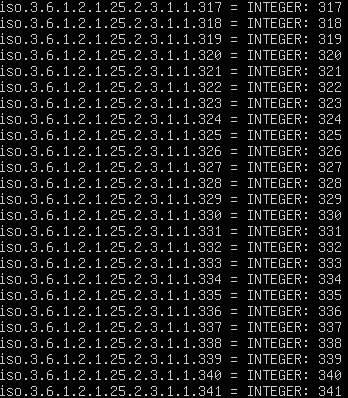 iso.3.6.1.2.1.25.2.3.1.1.317 = INTEGER: 317
iso.3.6.1.2.1.25.2.3.1.1.318 = INTEGER: 318
iso.3.6.1.2.1.25.2.3.1.1.319 = INTEGER: 319
iso.3.6.1.2.1.25.2.3.1.1.320 = INTEGER: 320
iso.3.6.1.2.1.25.2.3.1.1.321 = INTEGER: 321
iso.3.6.1.2.1.25.2.3.1.1.322 = INTEGER: 322
iso.3.6.1.2.1.25.2.3.1.1.323 = INTEGER: 323
iso.3.6.1.2.1.25.2.3.1.1.324 = INTEGER: 324
iso.3.6.1.2.1.25.2.3.1.1.325 = INTEGER: 325
iso.3.6.1.2.1.25.2.3.1.1.326 = INTEGER: 326
iso.3.6.1.2.1.25.2.3.1.1.327 = INTEGER: 327
iso.3.6.1.2.1.25.2.3.1.1.328 = INTEGER: 328
iso.3.6.1.2.1.25.2.3.1.1.329 = INTEGER: 329
iso.3.6.1.2.1.25.2.3.1.1.330 = INTEGER: 330
iso.3.6.1.2.1.25.2.3.1.1.331 = INTEGER: 331
iso.3.6.1.2.1.25.2.3.1.1.332 = INTEGER: 332
iso.3.6.1.2.1.25.2.3.1.1.333 = INTEGER: 333
iso.3.6.1.2.1.25.2.3.1.1.334 = INTEGER: 334
iso.3.6.1.2.1.25.2.3.1.1.335 = INTEGER: 335
iso.3.6.1.2.1.25.2.3.1.1.336 = INTEGER: 336
iso.3.6.1.2.1.25.2.3.1.1.337 = INTEGER: 337
iso.3.6.1.2.1.25.2.3.1.1.338 = INTEGER: 338
iso.3.6.1.2.1.25.2.3.1.1.339 = INTEGER: 339
iso.3.6.1.2.1.25.2.3.1.1.340 = INTEGER: 340
iso.3.6.1.2.1.25.2.3.1.1.341 = INTEGER: 341